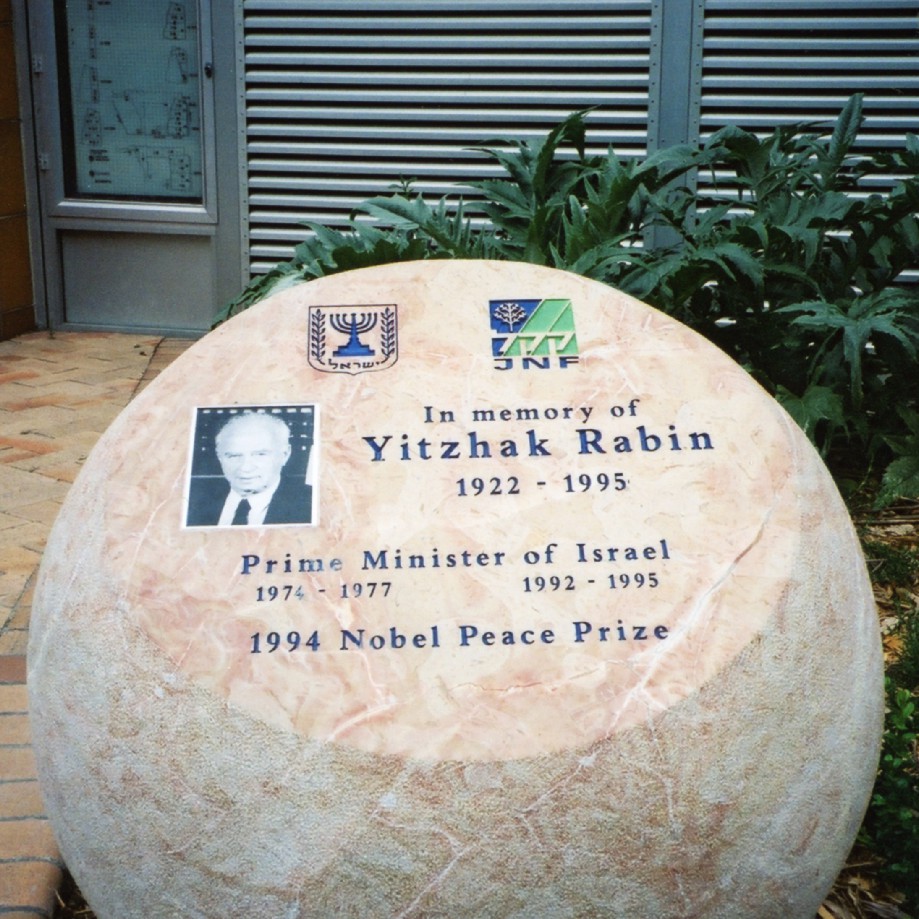 ישראל
JNF
In memory of
Yitzhak Rabin
1922 - 1995
Prime Minister of Israel
1974 - 1977 1992 - 1995
1994 Nobel Peace Prize